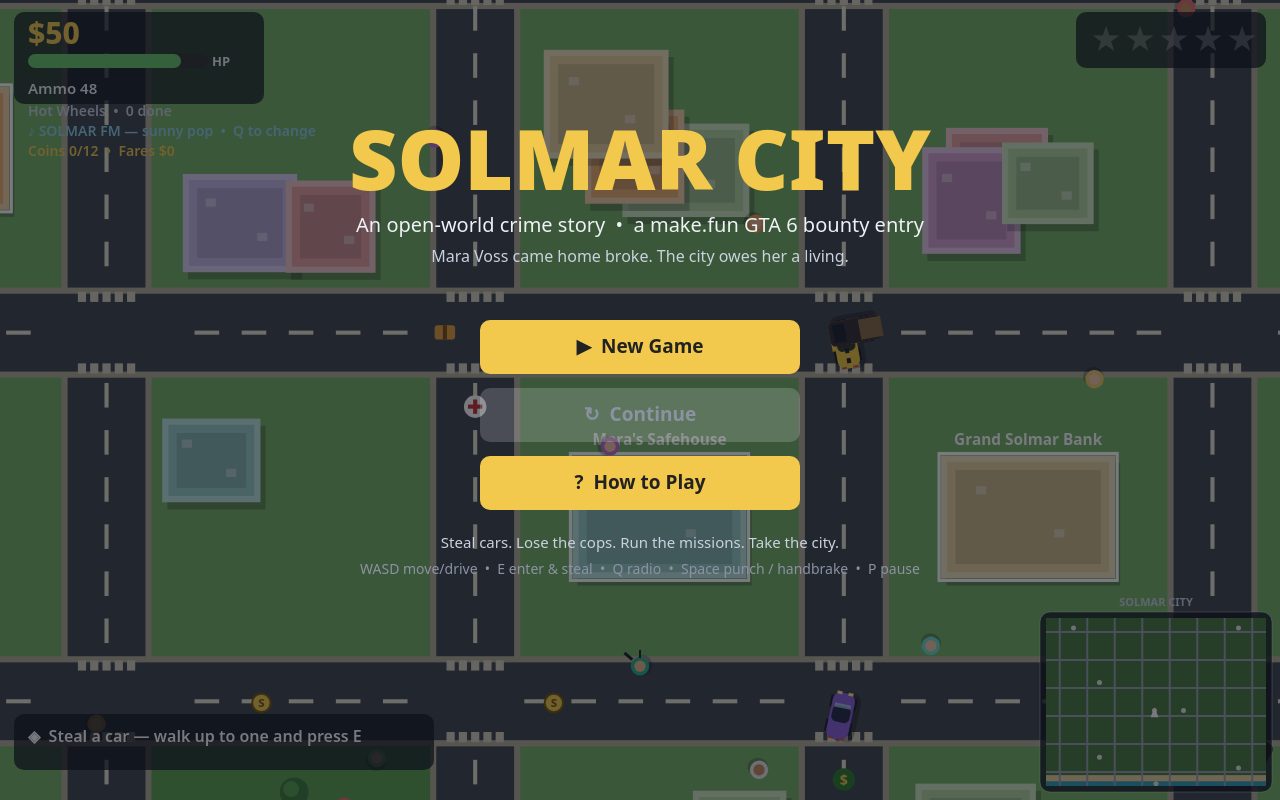 $50
HP
Ammo 48
Hot Wheels • 0 done
♪ SOLMAR FM — sunny pop • Q to change
Coins 0/12 • Fares $0
★ ★ ★ ★ ★
SOLMAR CITY
An open-world crime story • a make.fun GTA 6 bounty entry
Mara Voss came home broke. The city owes her a living.
▶ New Game
↻ Continue
Mara's Safehouse
Grand Solmar Bank
? How to Play
Steal cars. Lose the cops. Run the missions. Take the city.
WASD move/drive • E enter & steal • Q radio • Space punch / handbrake • P pause
SOLMAR CITY
S
S
◈ Steal a car — walk up to one and press E
$